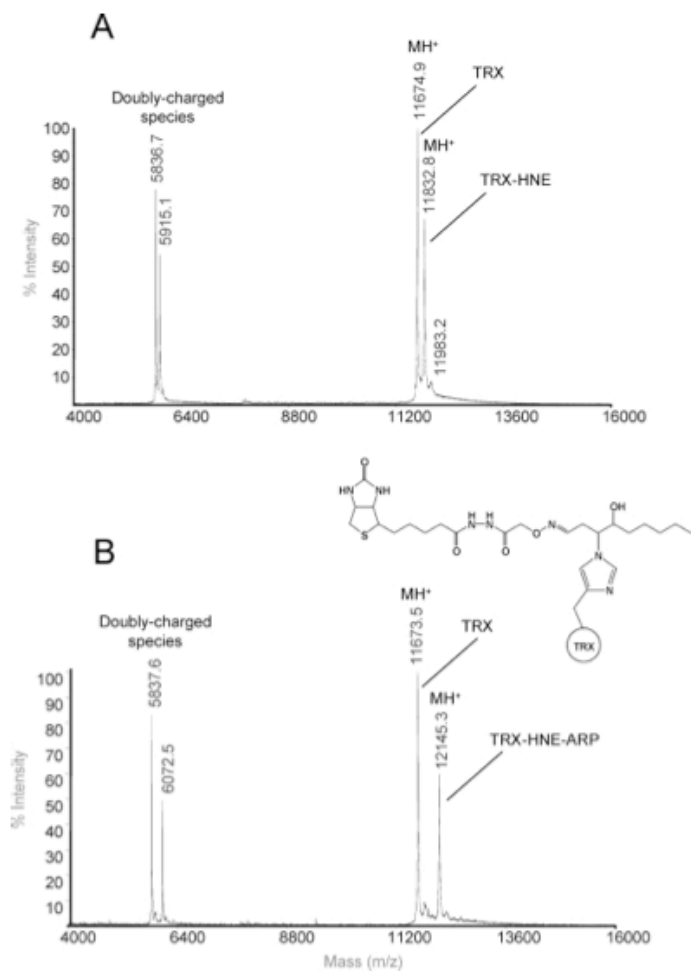 A
MH⁺
11674.9
TRX
Doubly-charged
species
MH⁺
5836.7
5915.1
11832.8
TRX-HNE
11983.2
% Intensity
100
90
80
70
60
50
40
30
20
10
4000 6400 8800 11200 13600 16000
O
HN NH
S
O
H H
N-N
O
O
N
OH
N
N
TRX
B
MH⁺
11673.5
TRX
Doubly-charged
species
MH⁺
5837.6
6072.5
12145.3
TRX-HNE-ARP
% Intensity
100
90
80
70
60
50
40
30
20
10
4000 6400 8800 11200 13600 16000
Mass (m/z)